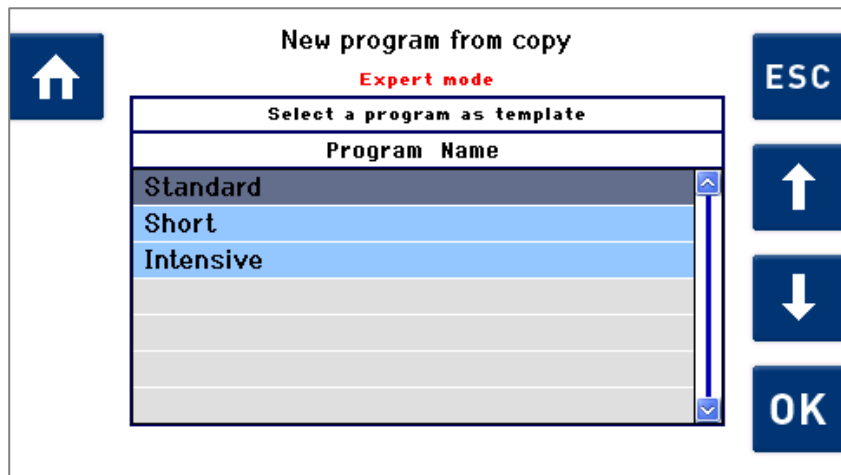 New program from copy
Expert mode
ESC
Select a program as template
Program Name
Standard
Short
Intensive
OK